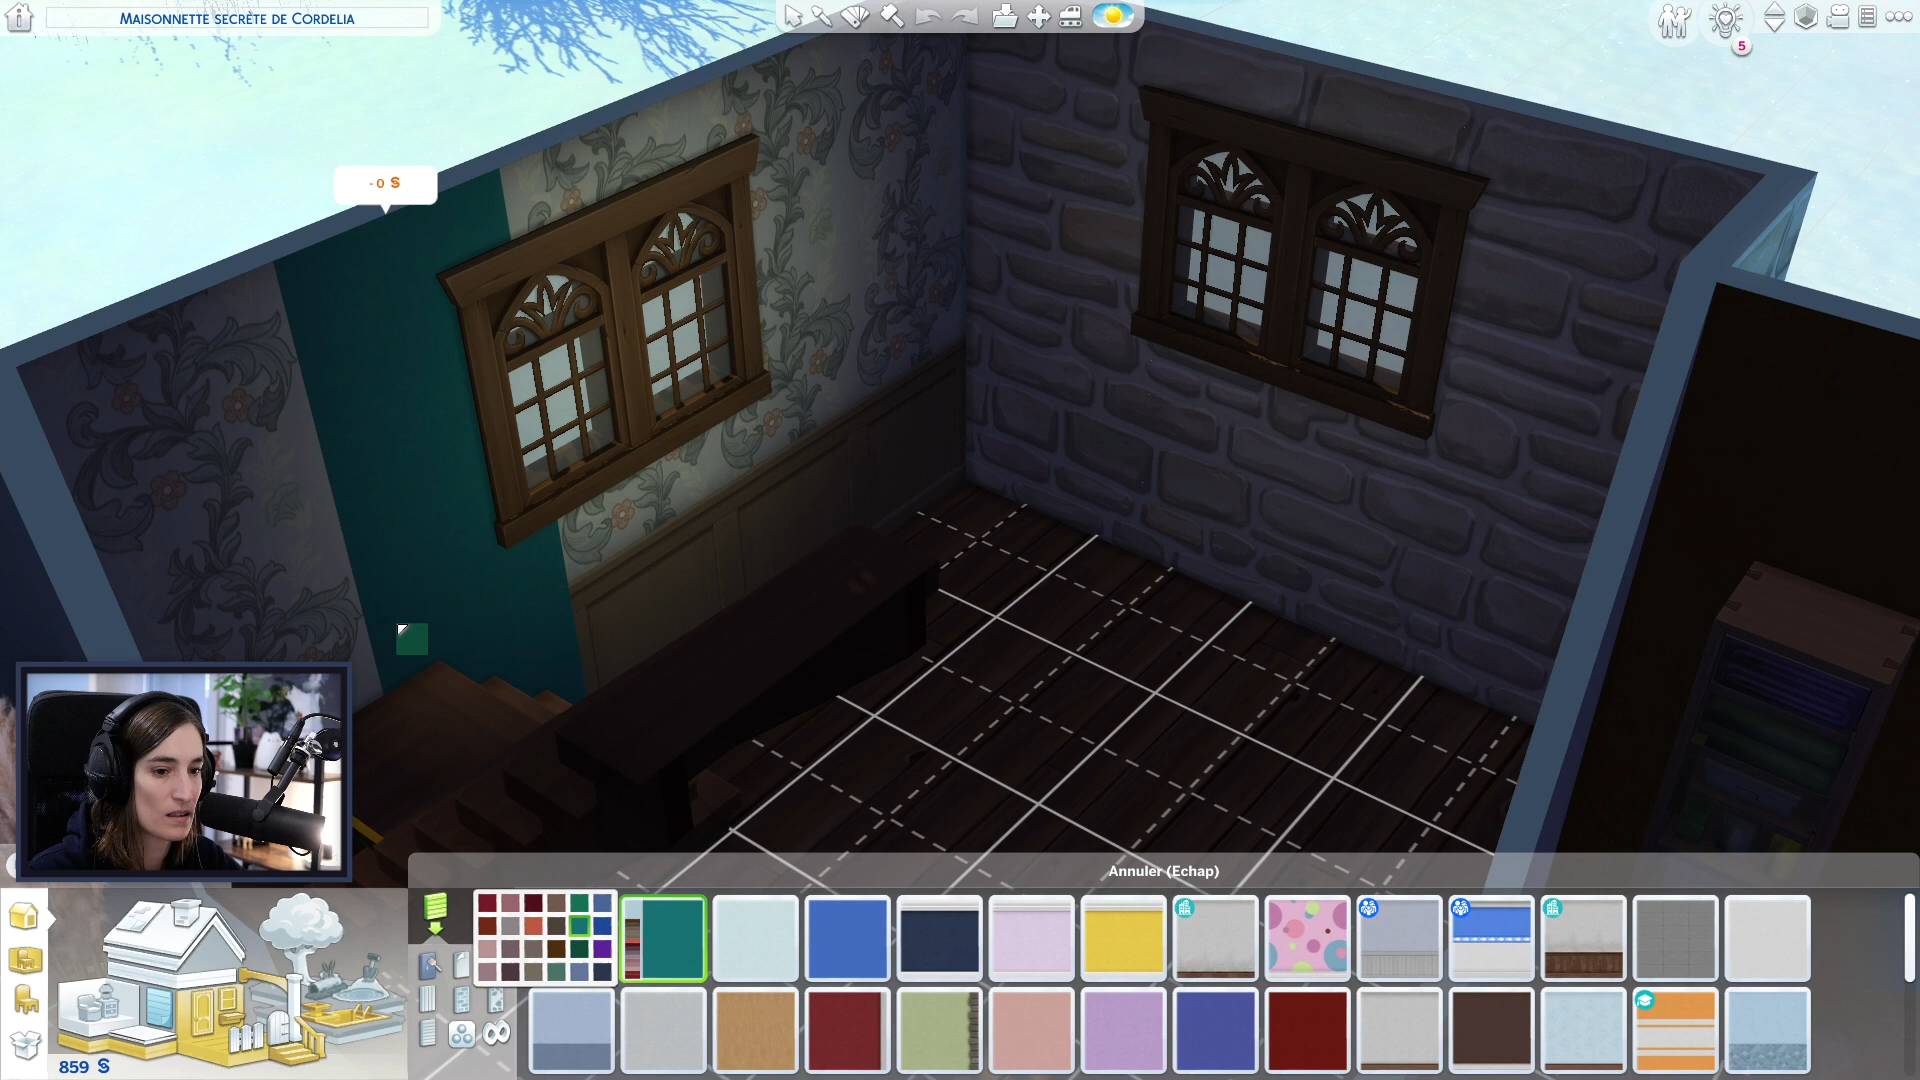 Maisonnette secrète de Cordelia
5
-0 §
Annuler (Echap)
859 §